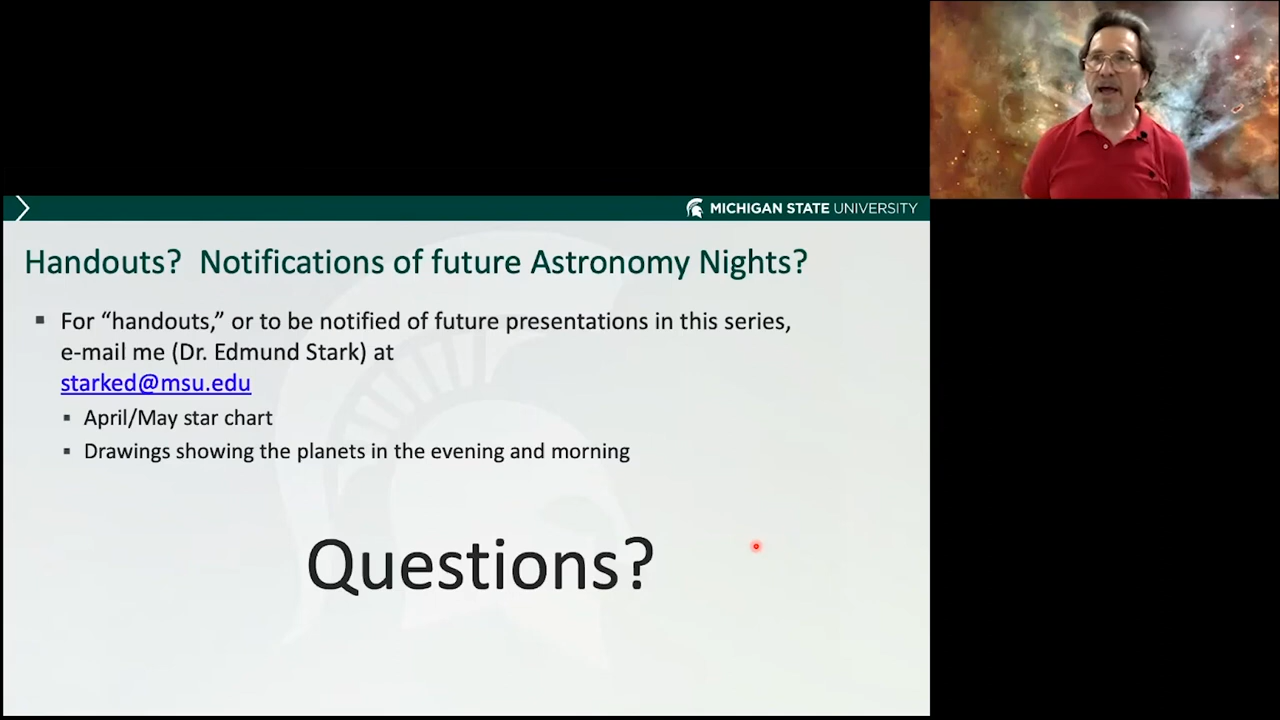 MICHIGAN STATE UNIVERSITY
Handouts?  Notifications of future Astronomy Nights?
▪ For “handouts,” or to be notified of future presentations in this series,
e-mail me (Dr. Edmund Stark) at
starked@msu.edu
▪ April/May star chart
▪ Drawings showing the planets in the evening and morning
Questions?